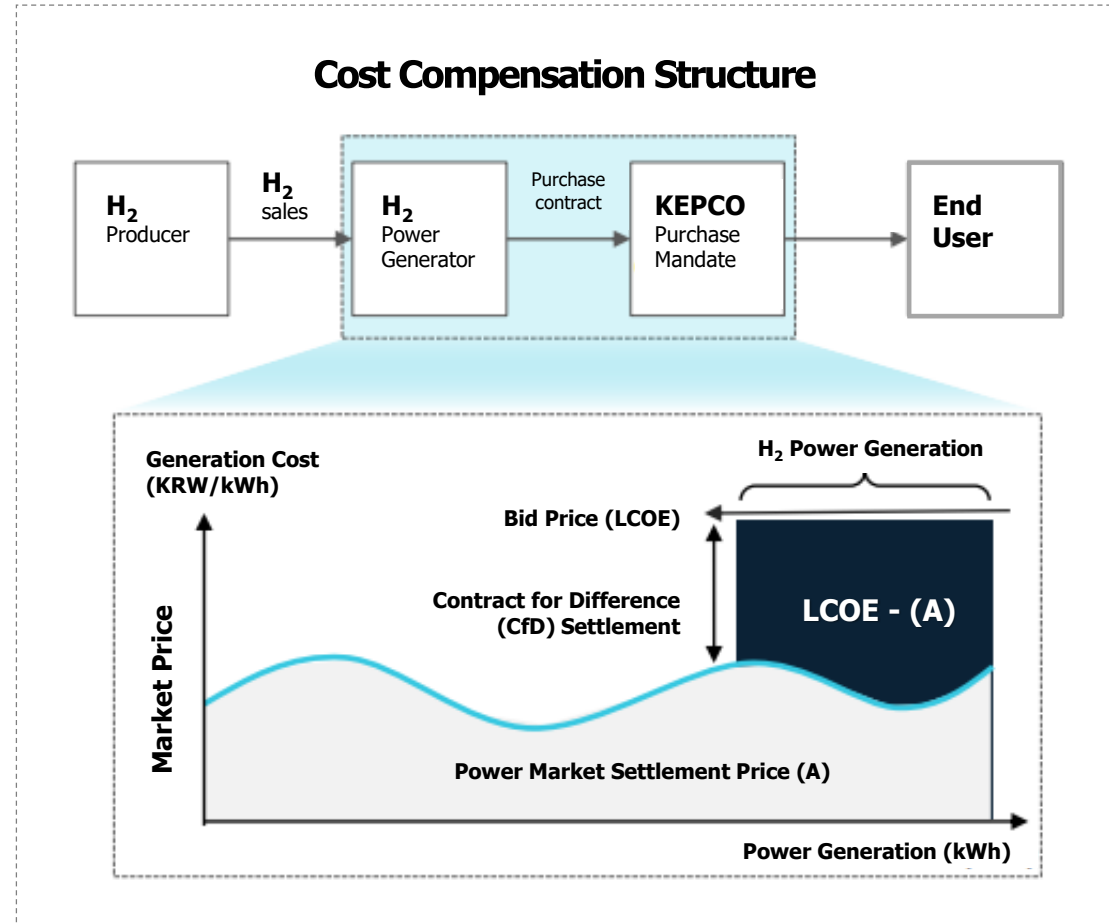 Cost Compensation Structure
H₂
Producer
H₂
sales
H₂
Power
Generator
Purchase
contract
KEPCO
Purchase
Mandate
End
User
Generation Cost
(KRW/kWh)
H₂ Power Generation
Bid Price (LCOE)
Contract for Difference
(CfD) Settlement
LCOE - (A)
Market Price
Power Market Settlement Price (A)
Power Generation (kWh)